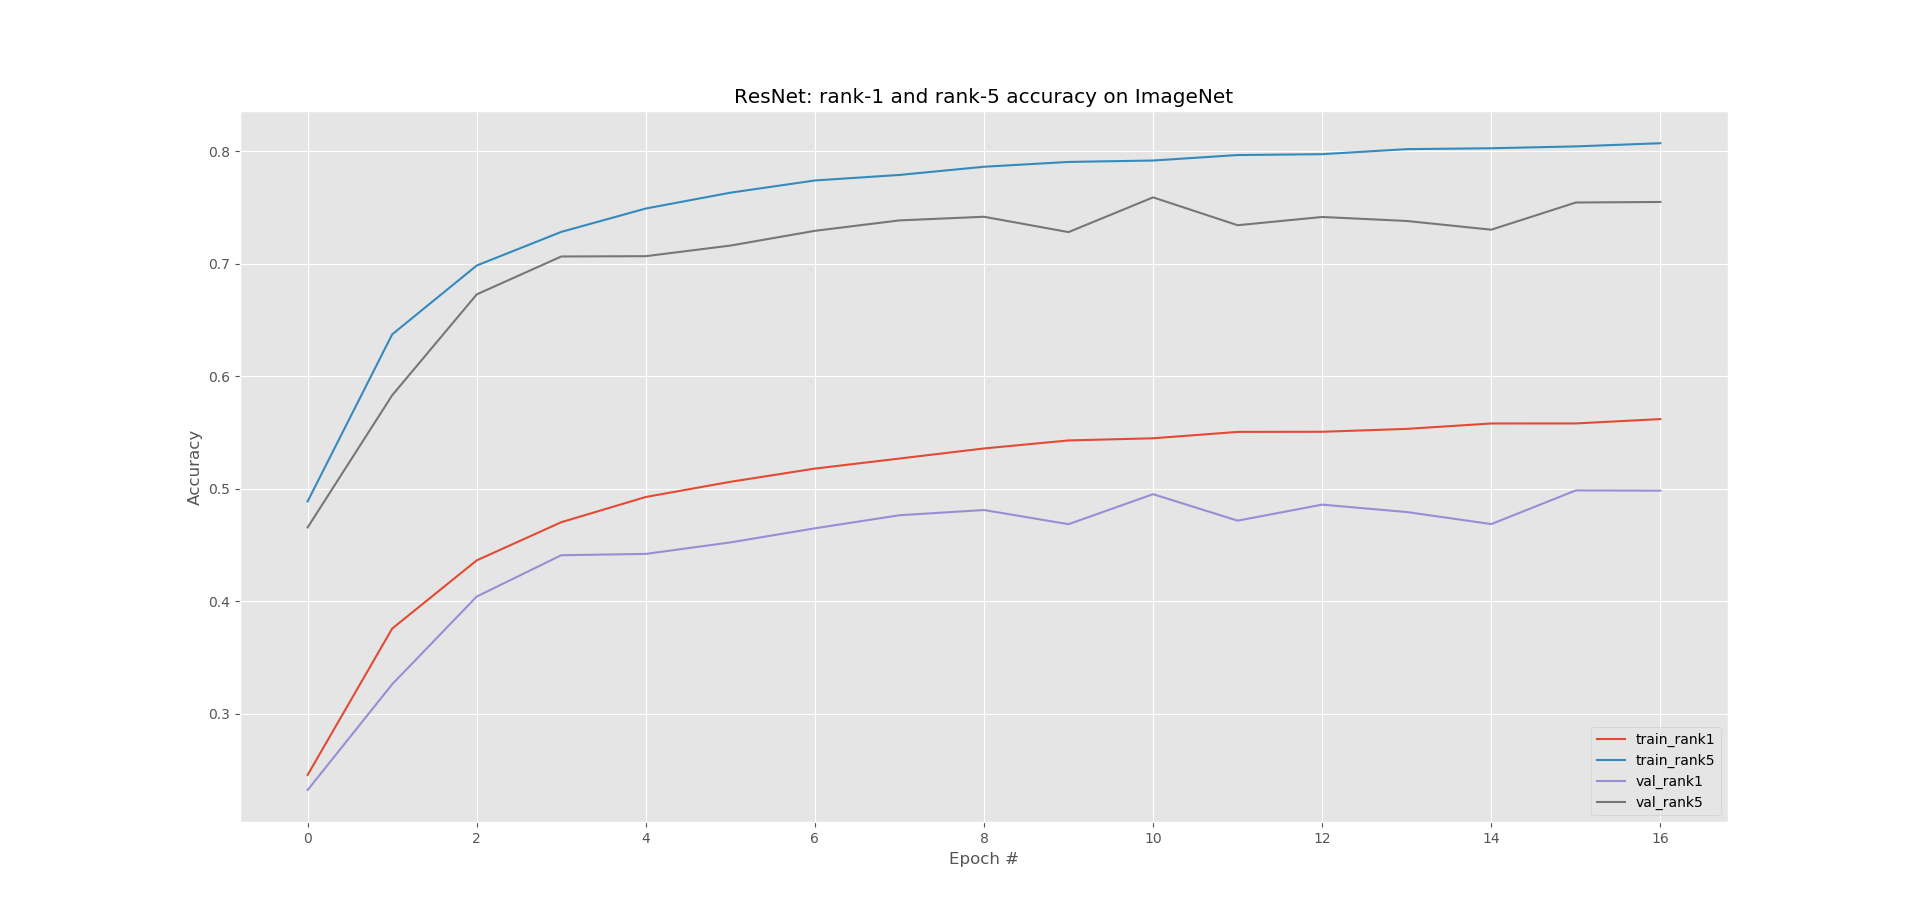 ResNet: rank-1 and rank-5 accuracy on ImageNet
Accuracy
0.8
0.7
0.6
0.5
0.4
0.3
train_rank1
train_rank5
val_rank1
val_rank5
0 2 4 6 8 10 12 14 16
Epoch #